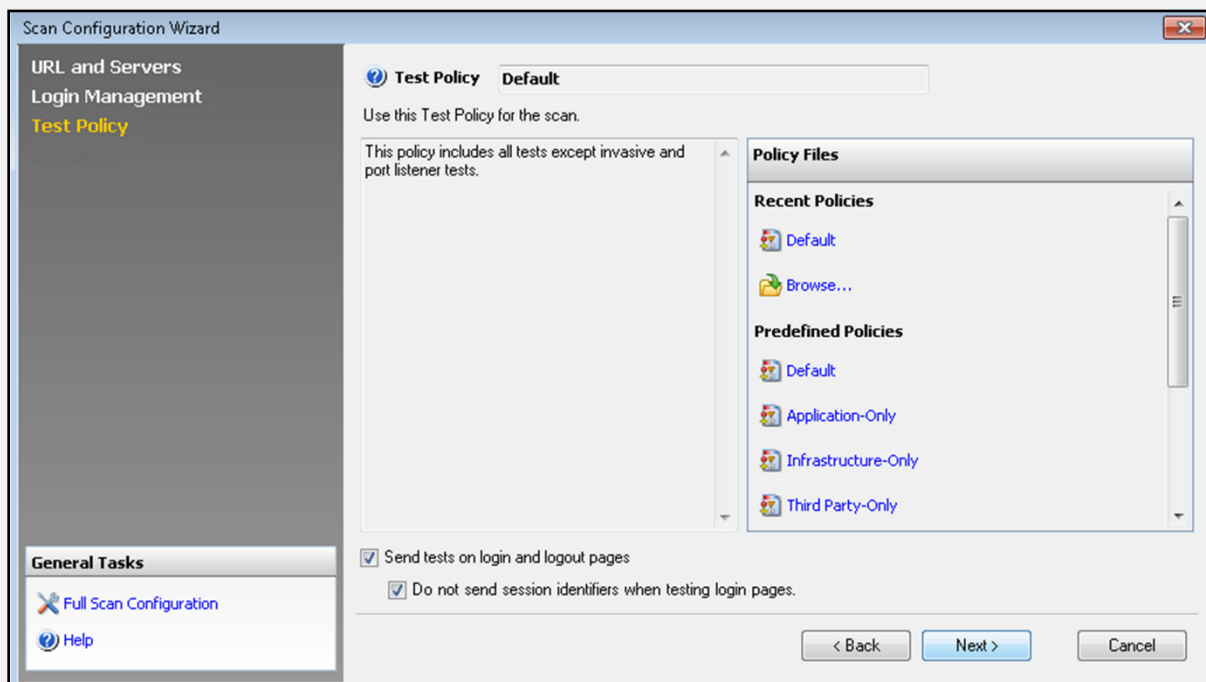 Scan Configuration Wizard
URL and Servers
Login Management
Test Policy
General Tasks
Full Scan Configuration
Help
Test Policy Default
Use this Test Policy for the scan.
This policy includes all tests except invasive and
port listener tests.
Policy Files
Recent Policies
Default
Browse...
Predefined Policies
Default
Application-Only
Infrastructure-Only
Third Party-Only
Send tests on login and logout pages
Do not send session identifiers when testing login pages.
< Back Next > Cancel